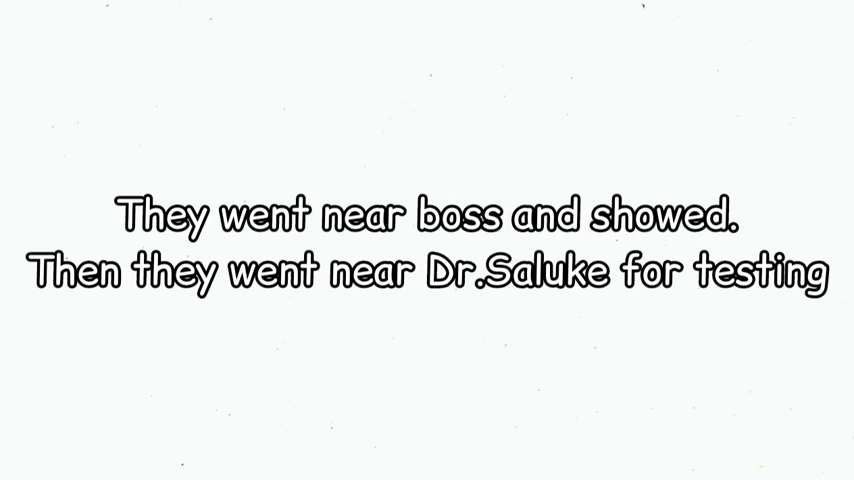 They went near boss and showed.
Then they went near Dr.Saluke for testing